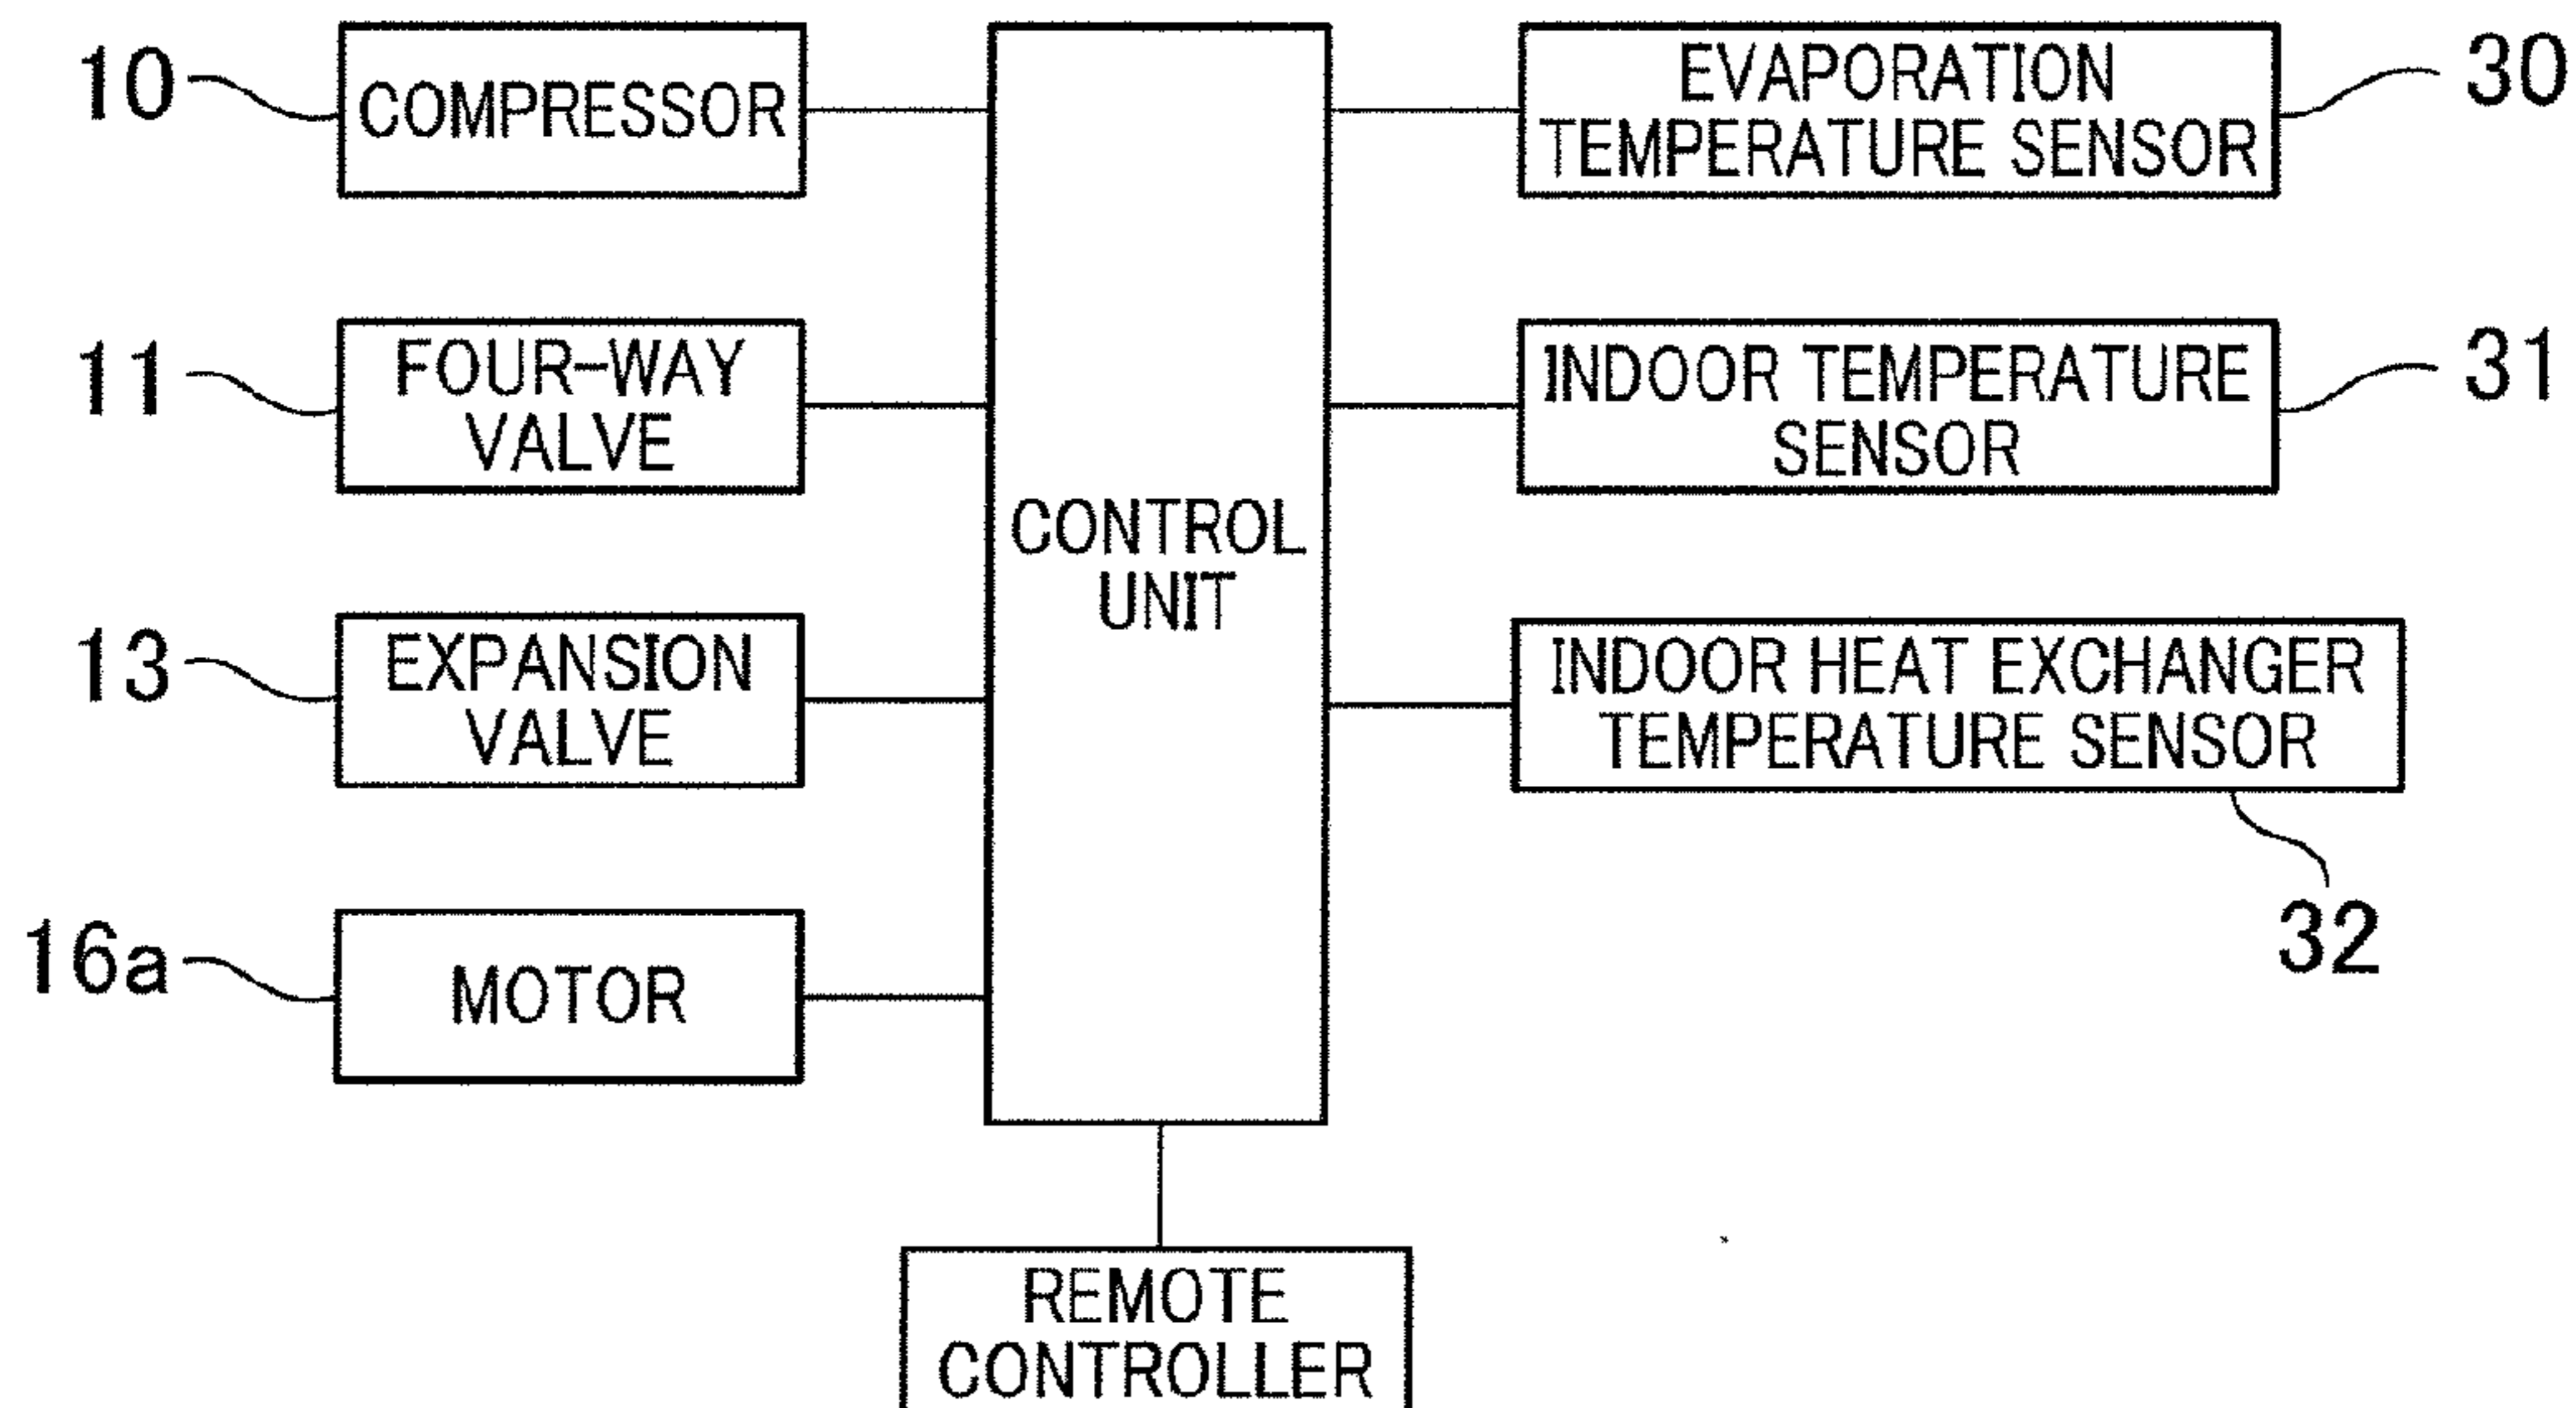 10
COMPRESSOR
11
FOUR-WAY
VALVE
13
EXPANSION
VALVE
16a
MOTOR
CONTROL
UNIT
EVAPORATION
TEMPERATURE SENSOR
30
INDOOR TEMPERATURE
SENSOR
31
INDOOR HEAT EXCHANGER
TEMPERATURE SENSOR
32
REMOTE
CONTROLLER